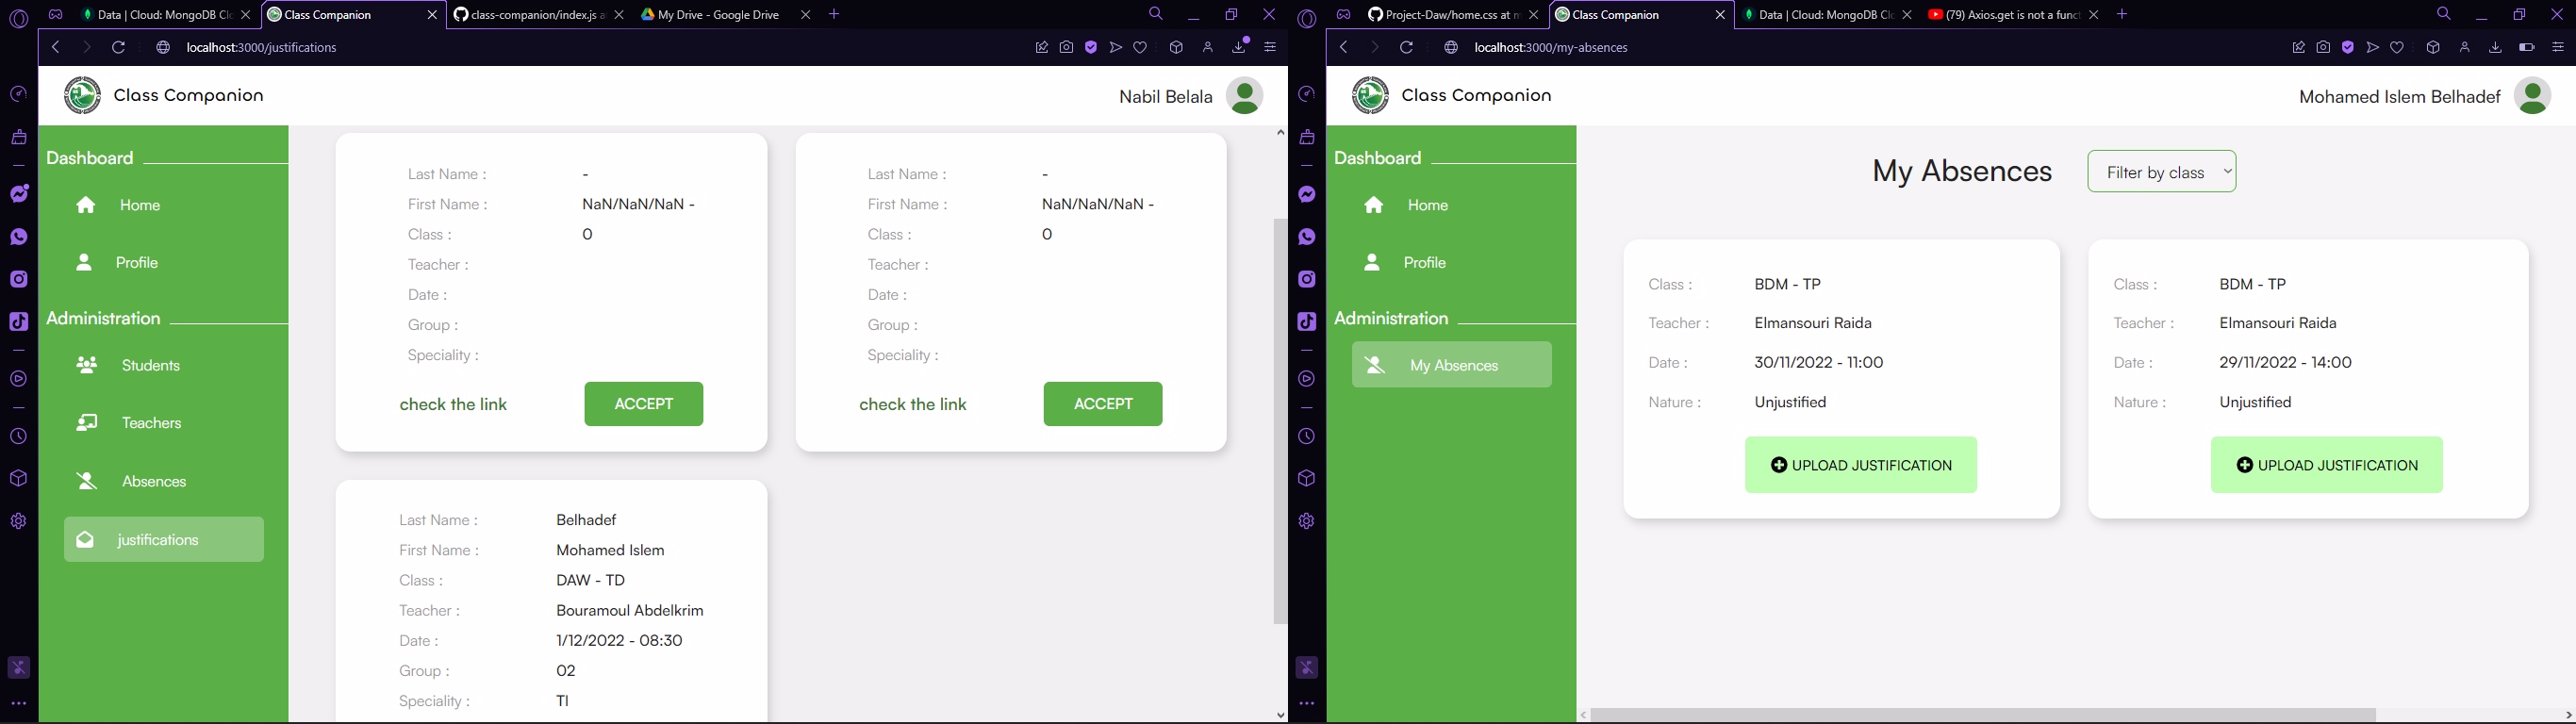 Data | Cloud: MongoDB Clo
Class Companion
class-companion/index.js a
My Drive - Google Drive
localhost:3000/justifications
Class Companion
Nabil Belala
Dashboard
Home
Profile
Administration
Students
Teachers
Absences
justifications
Last Name : -
First Name : NaN/NaN/NaN -
Class : 0
Teacher :
Date :
Group :
Speciality :
check the link ACCEPT
Last Name : -
First Name : NaN/NaN/NaN -
Class : 0
Teacher :
Date :
Group :
Speciality :
check the link ACCEPT
Last Name : Belhadef
First Name : Mohamed Islem
Class : DAW - TD
Teacher : Bouramoul Abdelkrim
Date : 1/12/2022 - 08:30
Group : 02
Speciality : TI
Project-Daw/home.css at m
Class Companion
Data | Cloud: MongoDB Clo
(79) Axios.get is not a funct
localhost:3000/my-absences
Class Companion
Mohamed Islem Belhadef
Dashboard
Home
Profile
Administration
My Absences
My Absences
Filter by class
Class : BDM - TP
Teacher : Elmansouri Raida
Date : 30/11/2022 - 11:00
Nature : Unjustified
UPLOAD JUSTIFICATION
Class : BDM - TP
Teacher : Elmansouri Raida
Date : 29/11/2022 - 14:00
Nature : Unjustified
UPLOAD JUSTIFICATION